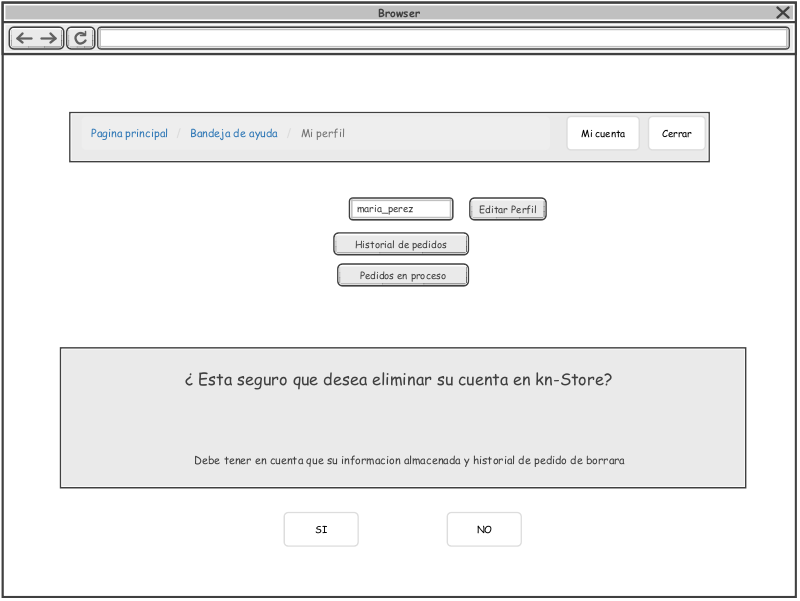 Browser
Pagina principal / Bandeja de ayuda / Mi perfil Mi cuenta Cerrar
maria_perez Editar Perfil
Historial de pedidos
Pedidos en proceso
¿ Esta seguro que desea eliminar su cuenta en kn-Store?
Debe tener en cuenta que su informacion almacenada y historial de pedido de borrara
SI NO